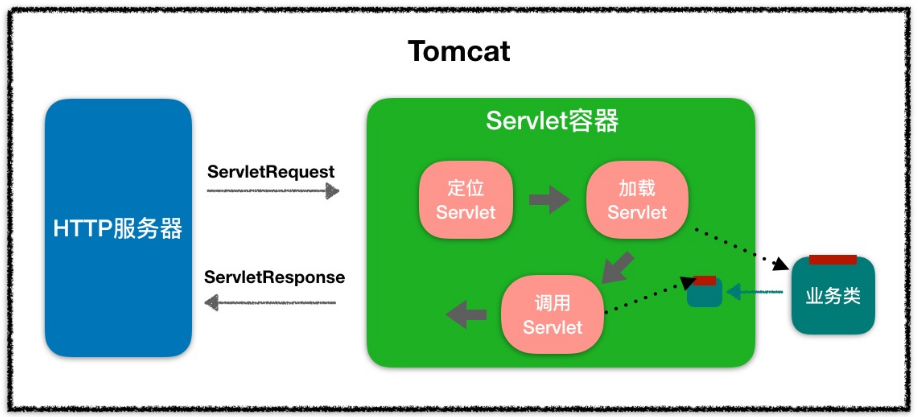 Tomcat
Servlet容器
ServletRequest
定位
Servlet
加载
Servlet
HTTP服务器
ServletResponse
调用
Servlet
业务类